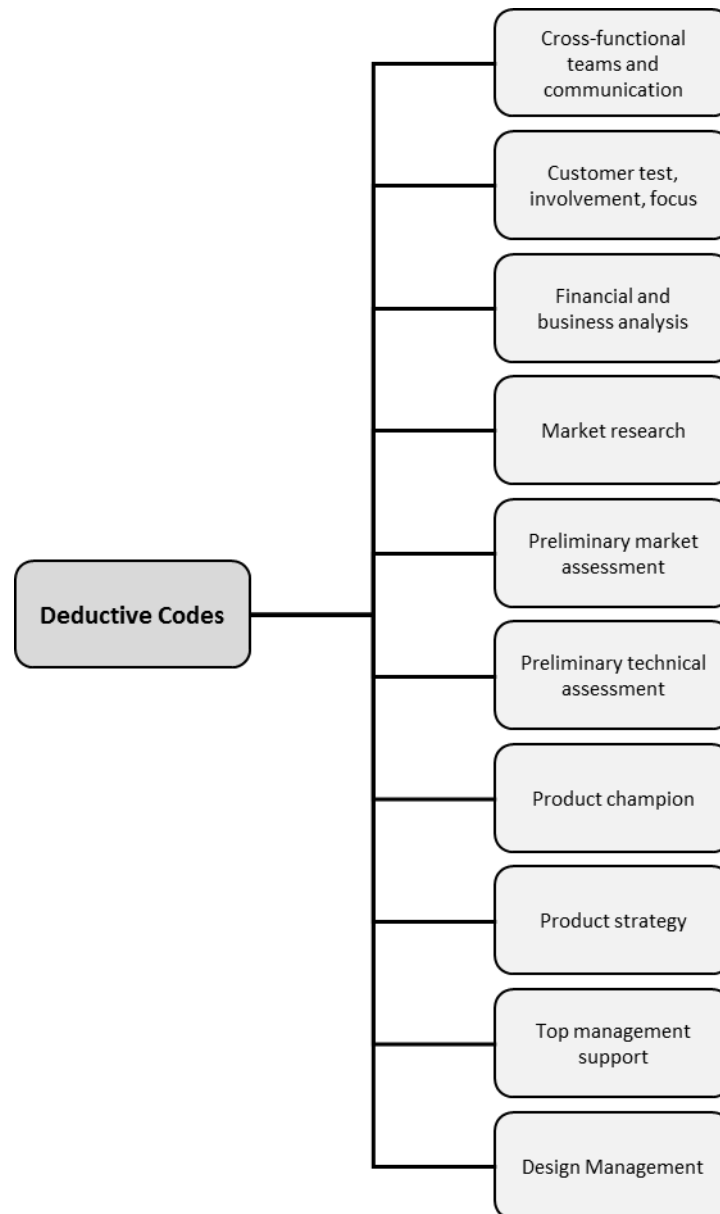 Cross-functional
teams and
communication
Customer test,
involvement, focus
Financial and
business analysis
Market research
Preliminary market
assessment
Deductive Codes
Preliminary technical
assessment
Product champion
Product strategy
Top management
support
Design Management